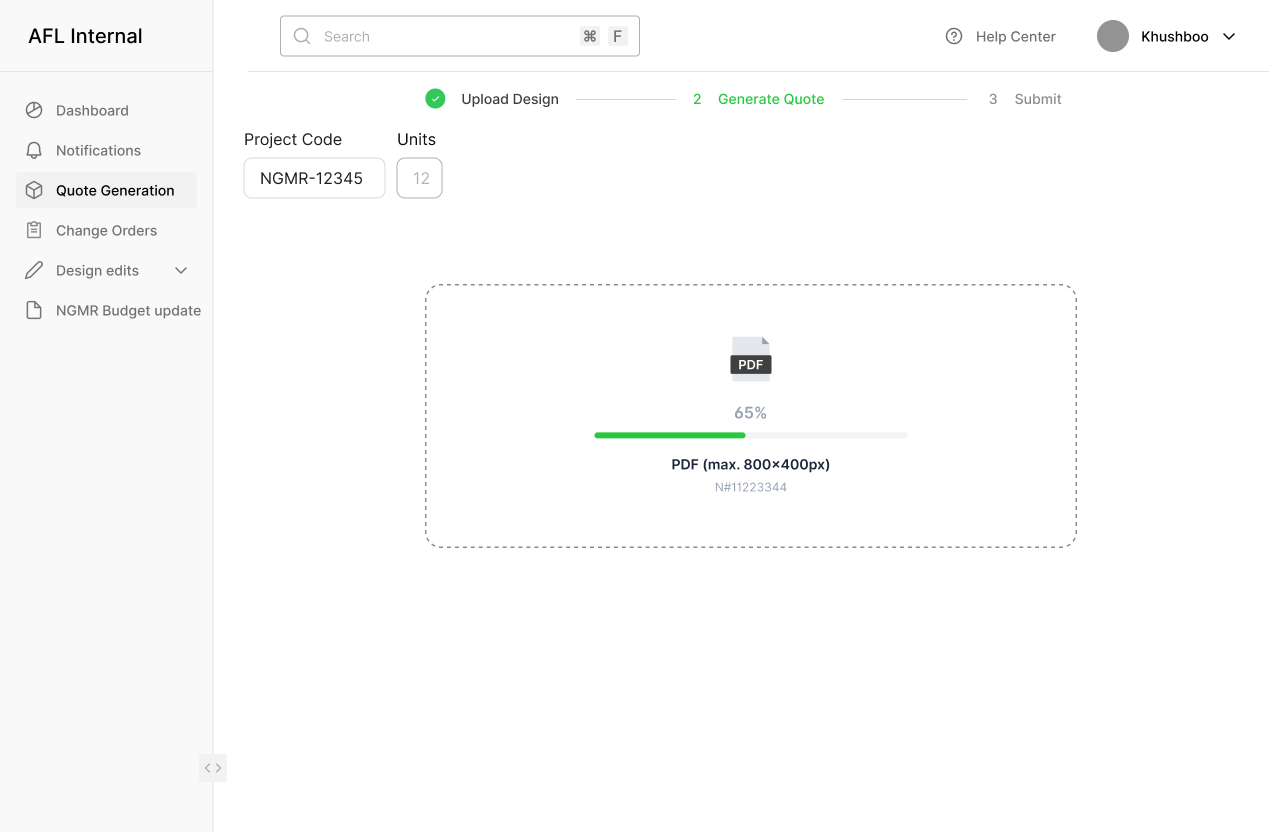 AFL Internal
Search ⌘ F
Help Center
Khushboo
Dashboard
Notifications
Quote Generation
Change Orders
Design edits
NGMR Budget update
Upload Design
2 Generate Quote
3 Submit
Project Code
Units
NGMR-12345
12
PDF
65%
PDF (max. 800×400px)
N#11223344